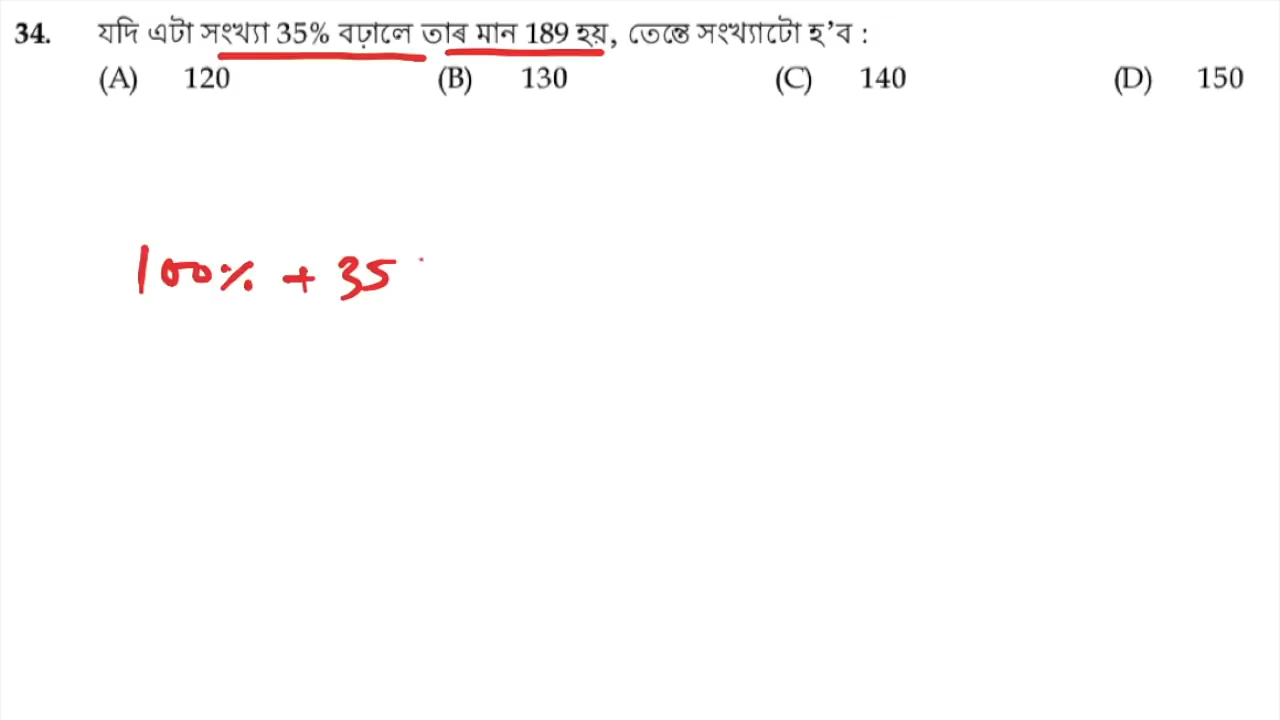 34. যদি এটা সংখ্যা 35% বঢ়ালে তাৰ মান 189 হয়, তেন্তে সংখ্যাটো হ’ব :
(A) 120 (B) 130 (C) 140 (D) 150
100% + 35